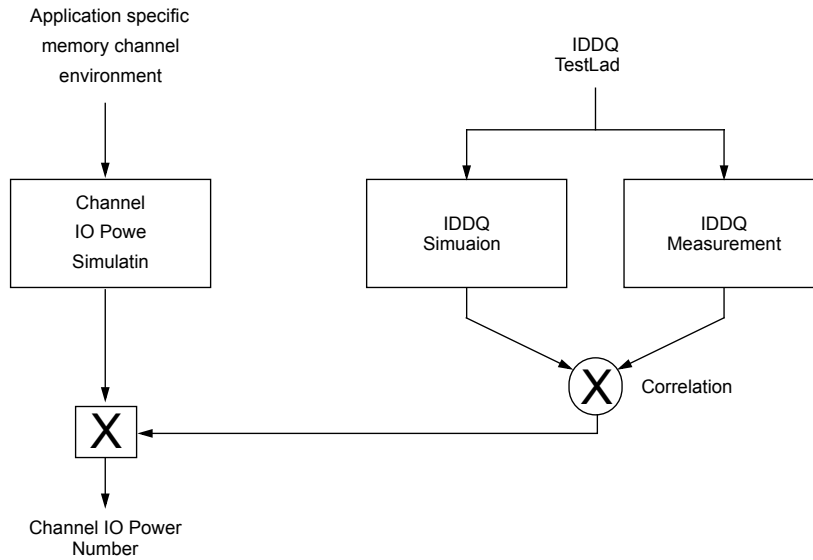 Application specific
memory channel
environment
IDDQ
TestLad
Channel
IO Powe
Simulatin
IDDQ
Simuaion
IDDQ
Measurement
X
Correlation
X
Channel IO Power
Number